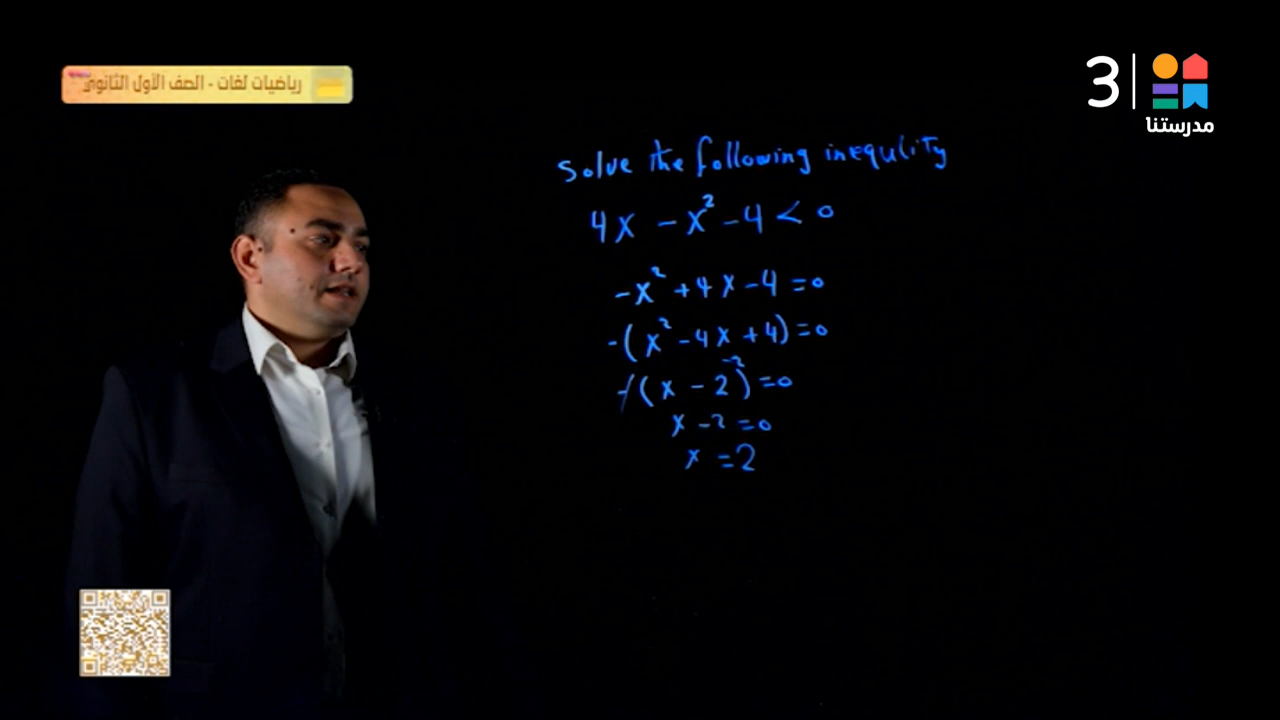 رياضيات لغات - الصف الأول الثانوي
3
مدرستنا
Solve the following inequlity
4x - x² - 4 < 0
-x² + 4x - 4 = 0
-(x² - 4x + 4) = 0
-(x - 2)² = 0
x - 2 = 0
x = 2